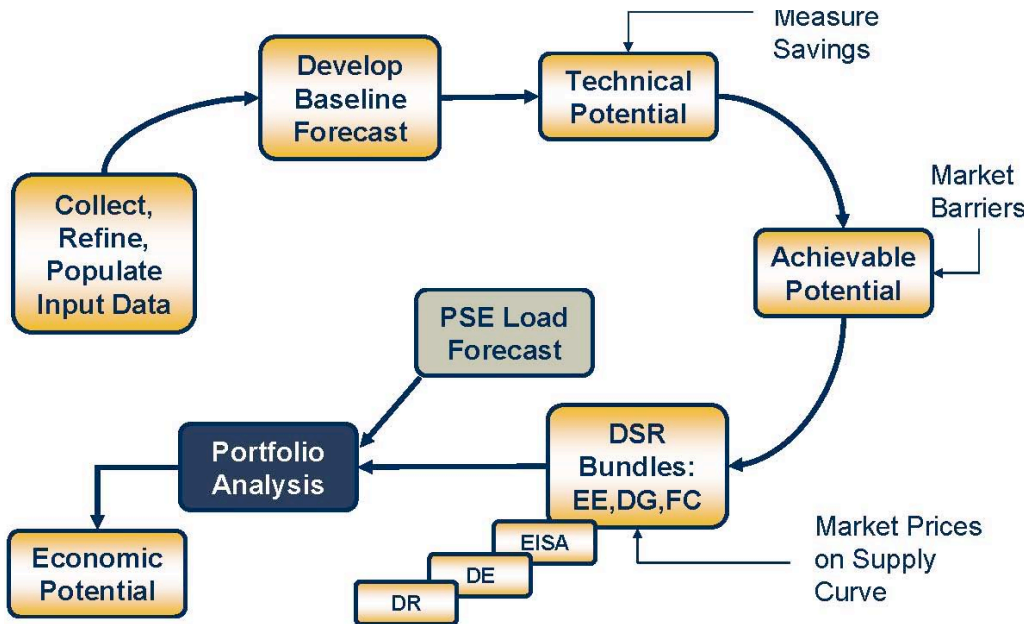 Measure
Savings
Develop
Baseline
Forecast
Technical
Potential
Collect,
Refine,
Populate
Input Data
Market
Barriers
Achievable
Potential
PSE Load
Forecast
Portfolio
Analysis
DSR
Bundles:
EE,DG,FC
EISA
DE
DR
Economic
Potential
Market Prices
on Supply
Curve